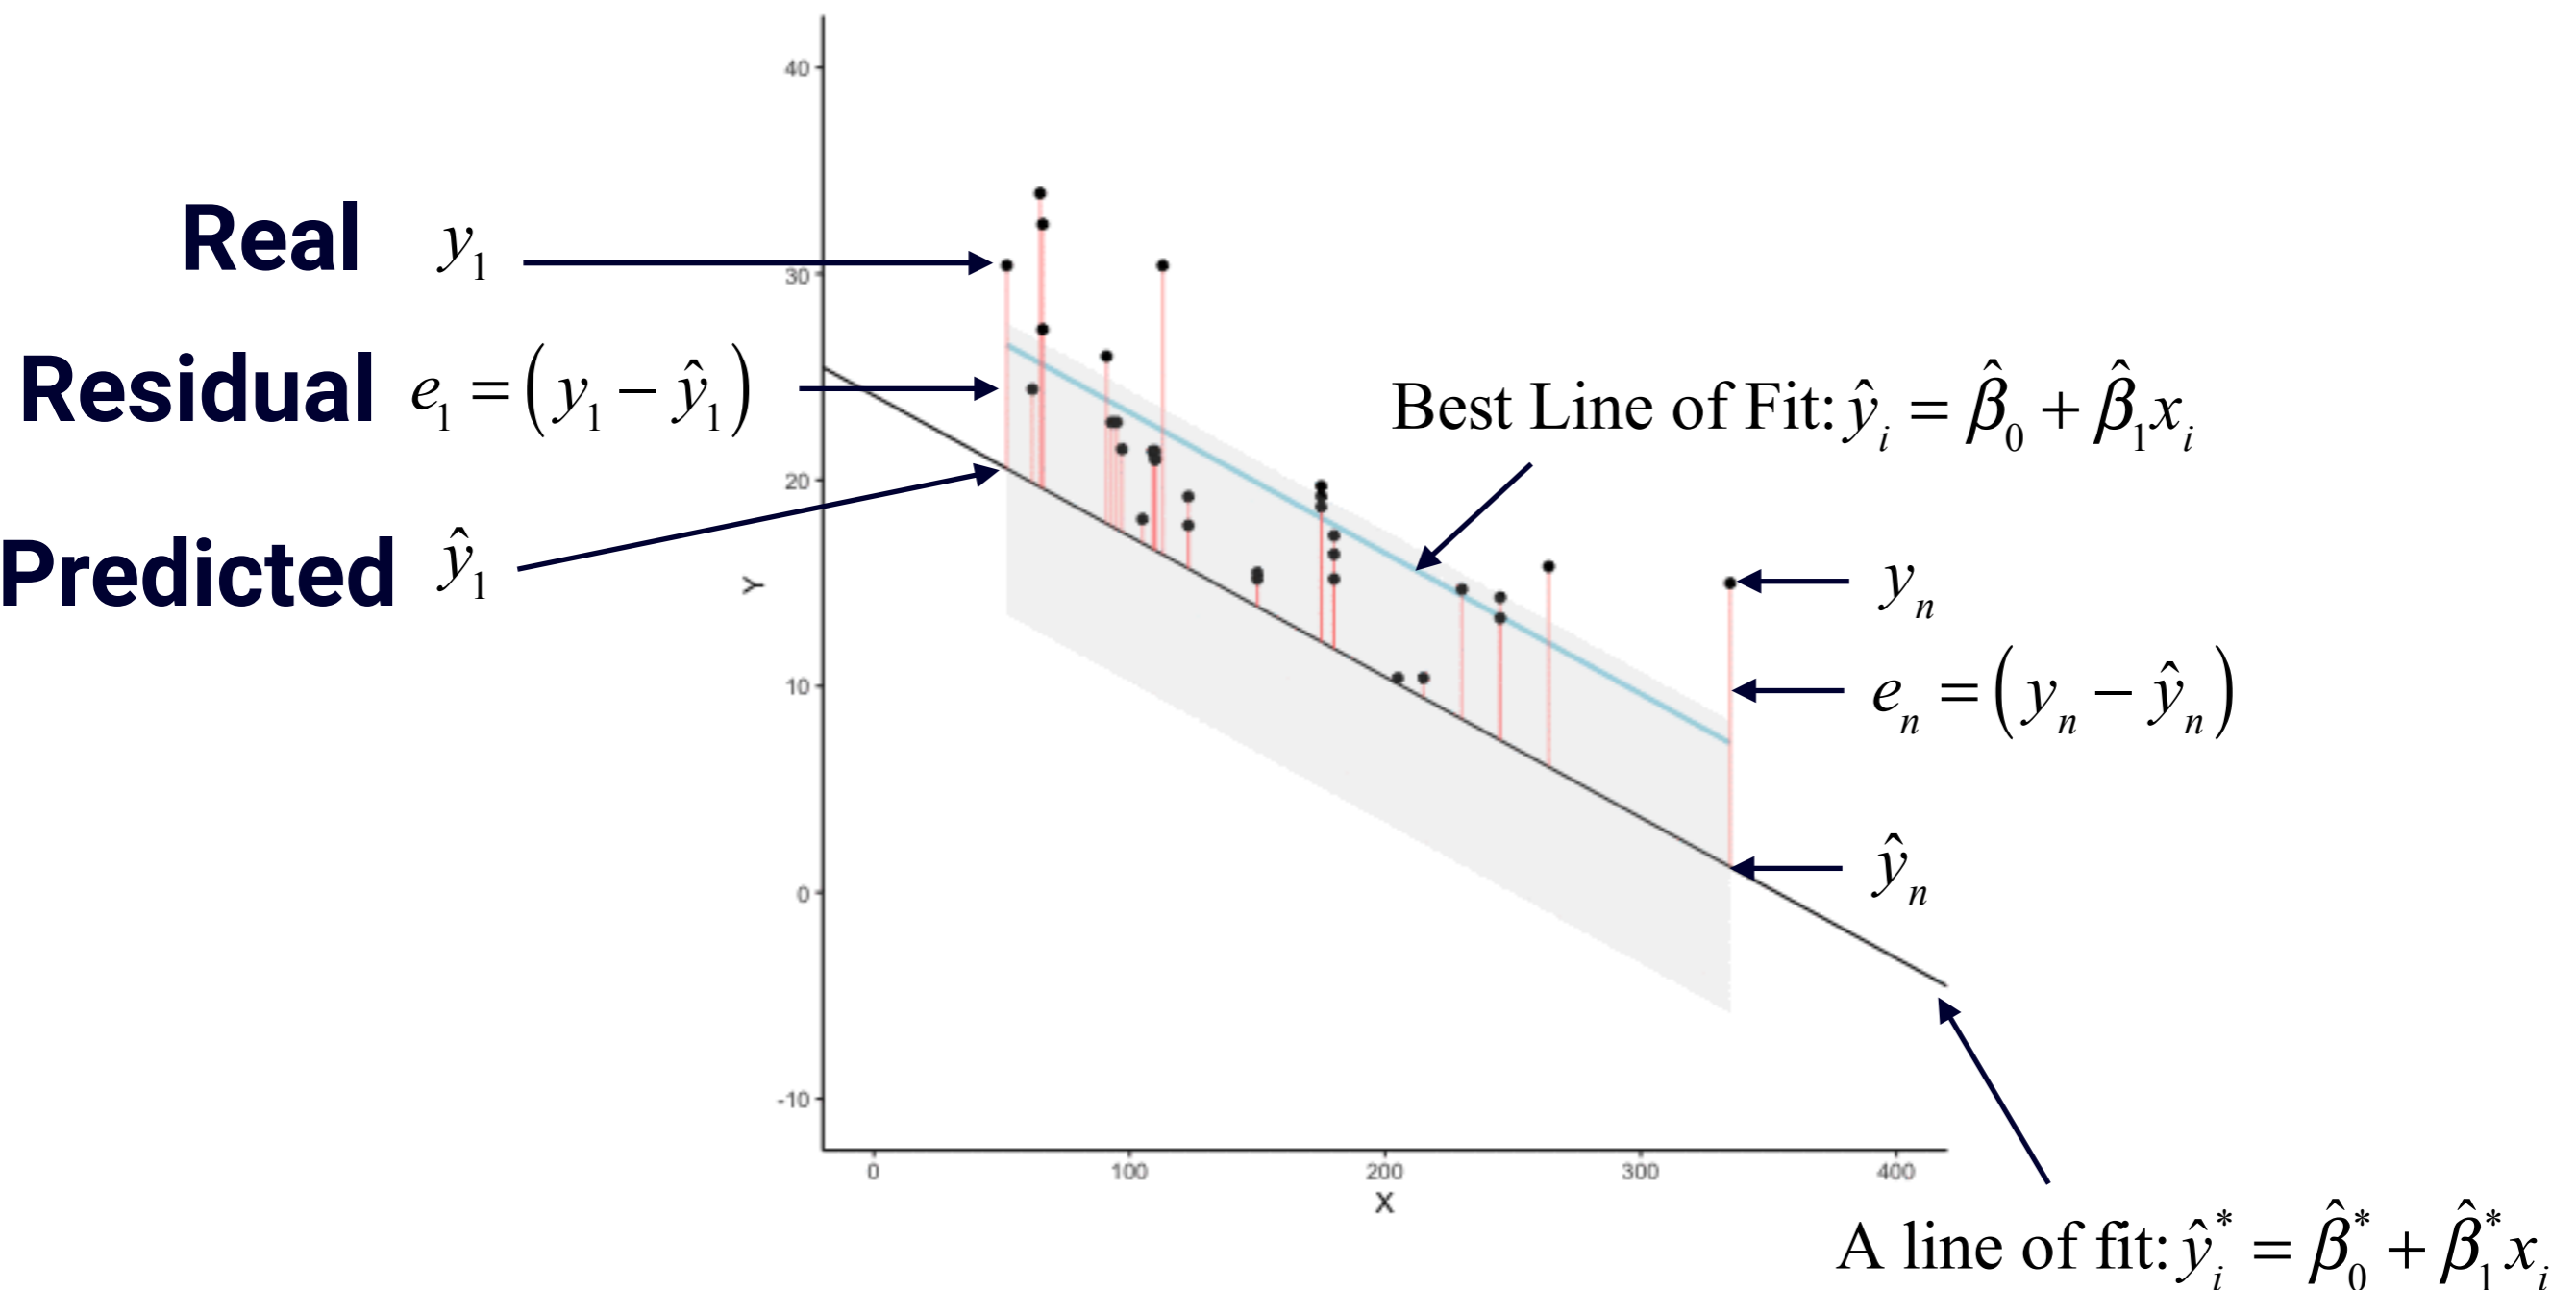 40
Real y₁
30
Residual e₁ = (y₁ − ŷ₁)
Best Line of Fit: ŷᵢ = β̂₀ + β̂₁xᵢ
20
Predicted ŷ₁
Y
yₙ
10
eₙ = (yₙ − ŷₙ)
0
ŷₙ
-10
0 100 200 300 400
X
A line of fit: ŷᵢ* = β̂₀* + β̂₁*xᵢ